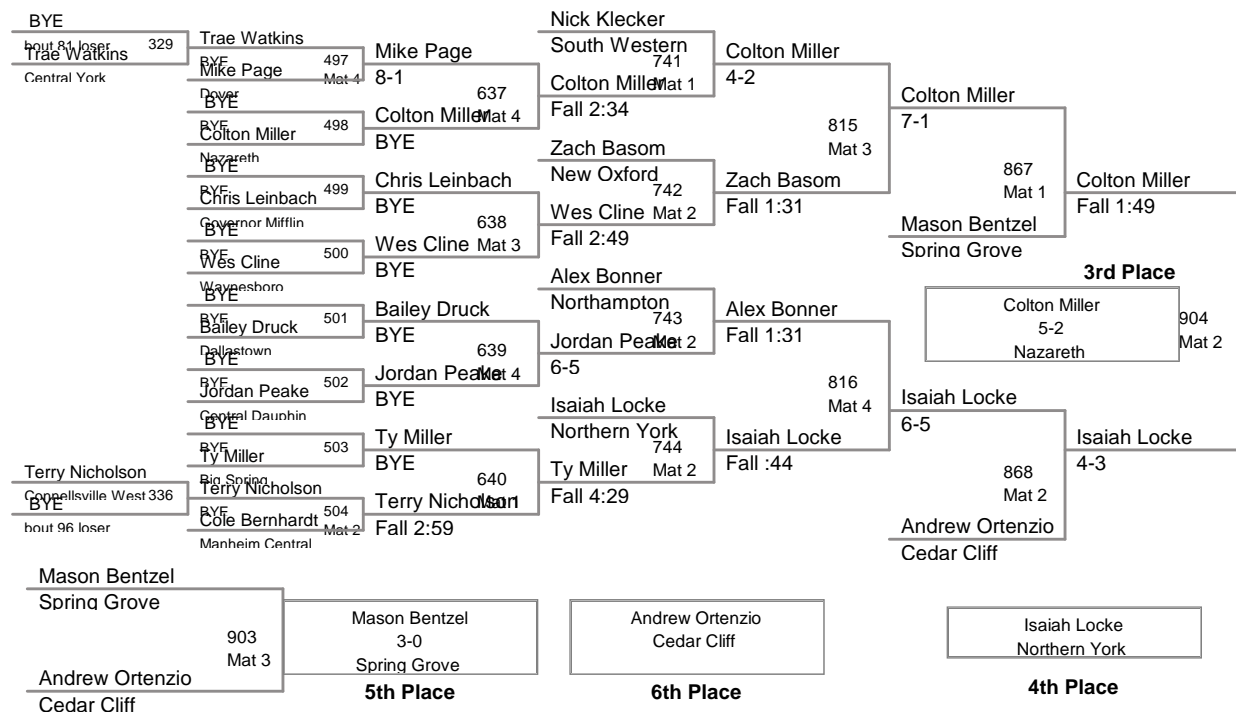 BYE
bout 81 loser 329
Trae Watkins
Central York
Trae Watkins
BYE 497
Mike Page Mat 4
Dover
BYE
BYE 498
Colton Miller
Nazareth
BYE
BYE 499
Chris Leinbach
Governor Mifflin
BYE
BYE 500
Wes Cline
Waynesboro
BYE
BYE 501
Bailey Druck
Dallastown
BYE
BYE 502
Jordan Peake
Central Dauphin
BYE
BYE 503
Ty Miller
Big Spring
Terry Nicholson
Connellsville West 336
BYE
bout 96 loser
Terry Nicholson
BYE 504
Cole Bernhardt Mat 2
Manheim Central
Mike Page
8-1
637
Mat 4
Colton Miller
BYE
Chris Leinbach
BYE
638
Mat 3
Wes Cline
BYE
Bailey Druck
BYE
639
Mat 4
Jordan Peake
BYE
Ty Miller
BYE
640
Mat 1
Terry Nicholson
Fall 2:59
Nick Klecker
South Western
741
Mat 1
Colton Miller
Fall 2:34
Zach Basom
New Oxford
742
Mat 2
Wes Cline
Fall 2:49
Alex Bonner
Northampton
743
Mat 2
Jordan Peake
6-5
Isaiah Locke
Northern York
744
Mat 2
Ty Miller
Fall 4:29
Colton Miller
4-2
815
Mat 3
Zach Basom
Fall 1:31
Alex Bonner
Fall 1:31
816
Mat 4
Isaiah Locke
Fall :44
Colton Miller
7-1
867
Mat 1
Mason Bentzel
Spring Grove
Colton Miller
Fall 1:49
3rd Place
Colton Miller
5-2
Nazareth
904
Mat 2
Isaiah Locke
6-5
868
Mat 2
Andrew Ortenzio
Cedar Cliff
Isaiah Locke
4-3
Mason Bentzel
Spring Grove
903
Mat 3
Andrew Ortenzio
Cedar Cliff
Mason Bentzel
3-0
Spring Grove
5th Place
Andrew Ortenzio
Cedar Cliff
6th Place
Isaiah Locke
Northern York
4th Place